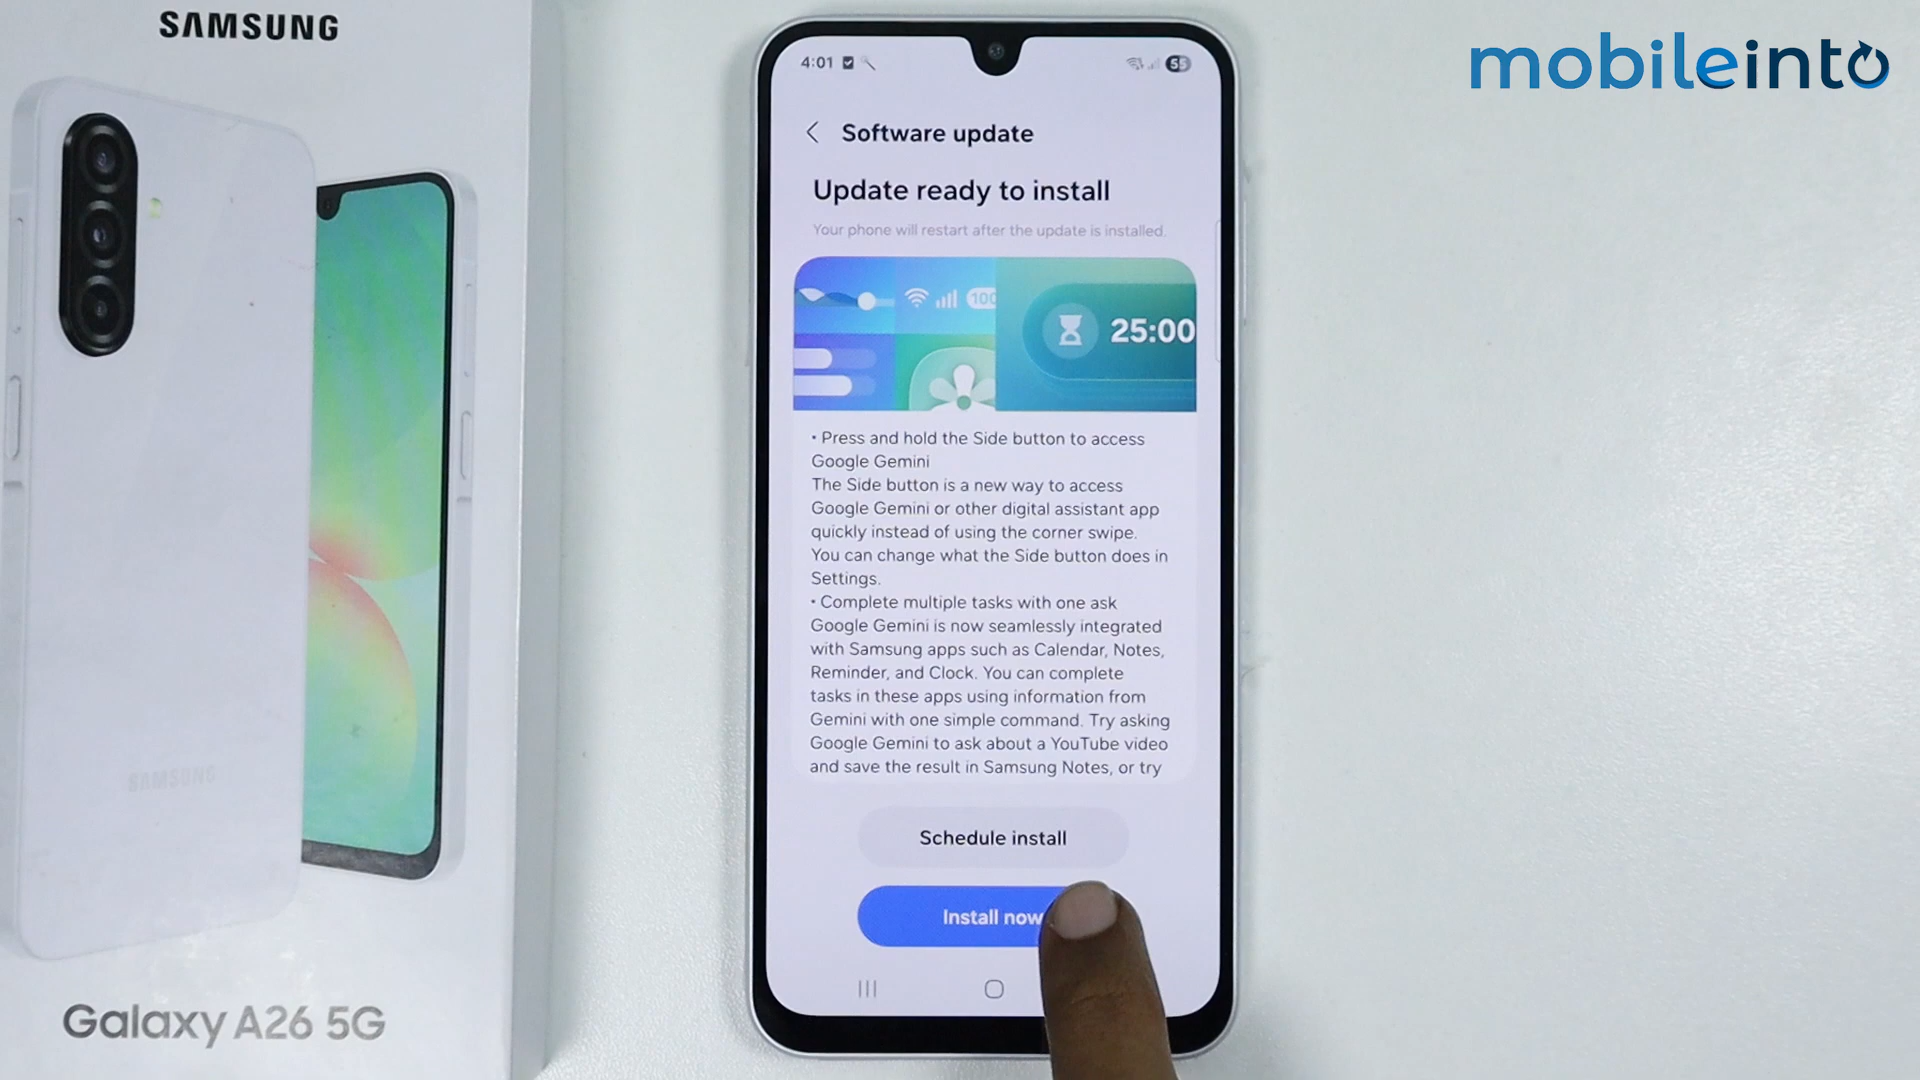 SAMSUNG
mobileinto
4:01
55
Software update
Update ready to install
Your phone will restart after the update is installed.
100
25:00
• Press and hold the Side button to access
Google Gemini
The Side button is a new way to access
Google Gemini or other digital assistant app
quickly instead of using the corner swipe.
You can change what the Side button does in
Settings.
• Complete multiple tasks with one ask
Google Gemini is now seamlessly integrated
with Samsung apps such as Calendar, Notes,
Reminder, and Clock. You can complete
tasks in these apps using information from
Gemini with one simple command. Try asking
Google Gemini to ask about a YouTube video
and save the result in Samsung Notes, or try
SAMSUNG
Schedule install
Install now
Galaxy A26 5G